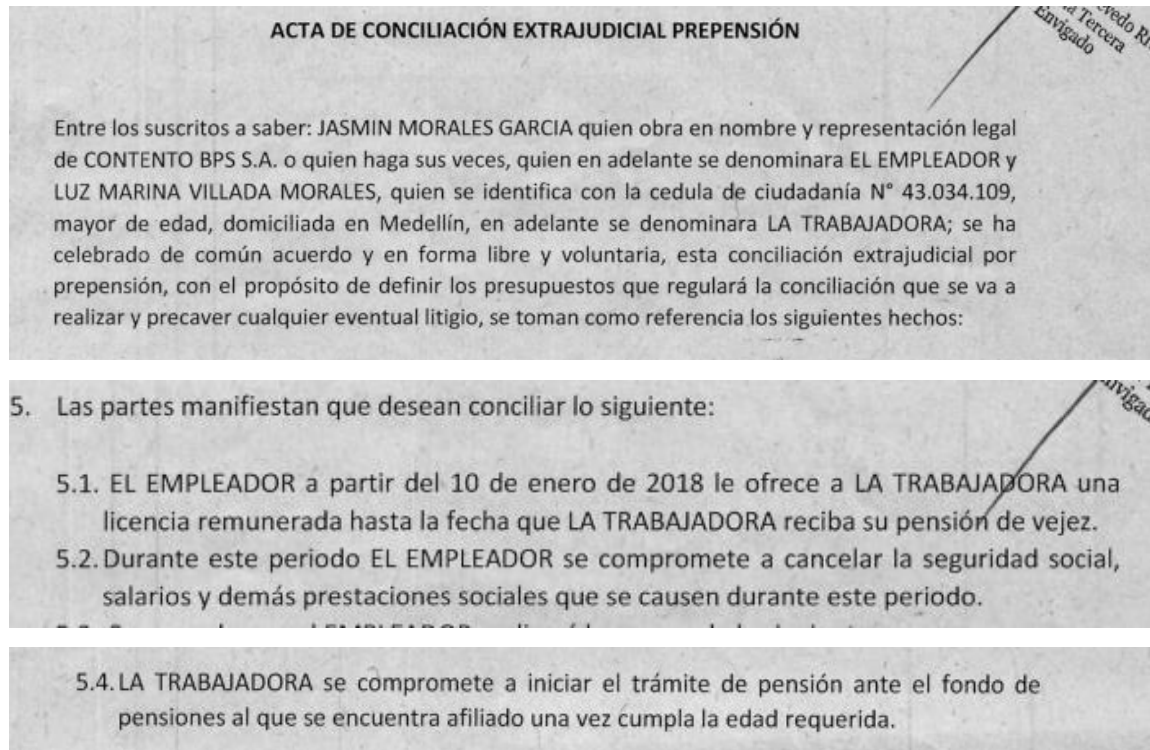 ACTA DE CONCILIACIÓN EXTRAJUDICIAL PREPENSIÓN
Tercera
Envigado
Entre los suscritos a saber: JASMIN MORALES GARCIA quien obra en nombre y representación legal
de CONTENTO BPS S.A. o quien haga sus veces, quien en adelante se denominara EL EMPLEADOR y
LUZ MARINA VILLADA MORALES, quien se identifica con la cedula de ciudadanía N° 43.034.109,
mayor de edad, domiciliada en Medellín, en adelante se denominara LA TRABAJADORA; se ha
celebrado de común acuerdo y en forma libre y voluntaria, esta conciliación extrajudicial por
prepensión, con el propósito de definir los presupuestos que regulará la conciliación que se va a
realizar y precaver cualquier eventual litigio, se toman como referencia los siguientes hechos:
5. Las partes manifiestan que desean conciliar lo siguiente:
5.1. EL EMPLEADOR a partir del 10 de enero de 2018 le ofrece a LA TRABAJADORA una
licencia remunerada hasta la fecha que LA TRABAJADORA reciba su pensión de vejez.
5.2. Durante este periodo EL EMPLEADOR se compromete a cancelar la seguridad social,
salarios y demás prestaciones sociales que se causen durante este periodo.
5.4. LA TRABAJADORA se compromete a iniciar el trámite de pensión ante el fondo de
pensiones al que se encuentra afiliado una vez cumpla la edad requerida.